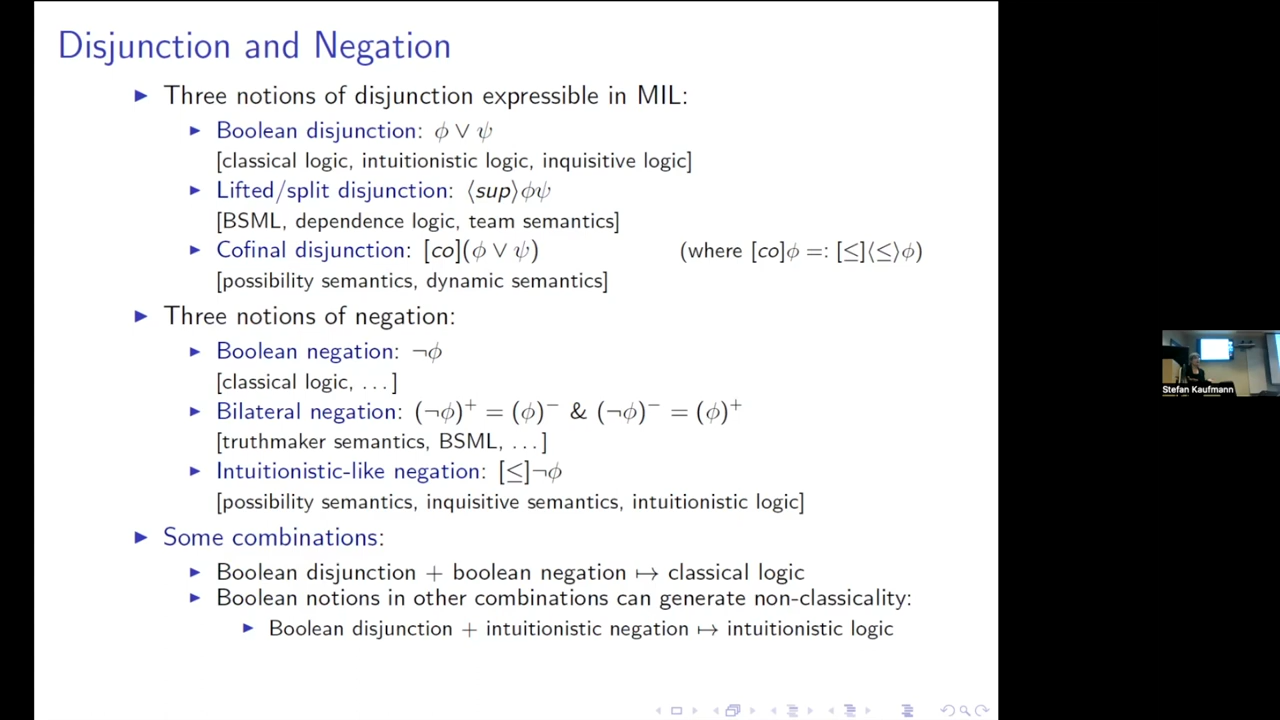 Disjunction and Negation
▶ Three notions of disjunction expressible in MIL:
▶ Boolean disjunction: ϕ ∨ ψ
[classical logic, intuitionistic logic, inquisitive logic]
▶ Lifted/split disjunction: ⟨sup⟩ϕψ
[BSML, dependence logic, team semantics]
▶ Cofinal disjunction: [co](ϕ ∨ ψ) (where [co]ϕ =: [≤]⟨≤⟩ϕ)
[possibility semantics, dynamic semantics]
▶ Three notions of negation:
▶ Boolean negation: ¬ϕ
[classical logic, ...]
▶ Bilateral negation: (¬ϕ)⁺ = (ϕ)⁻ & (¬ϕ)⁻ = (ϕ)⁺
[truthmaker semantics, BSML, ...]
▶ Intuitionistic-like negation: [≤]¬ϕ
[possibility semantics, inquisitive semantics, intuitionistic logic]
▶ Some combinations:
▶ Boolean disjunction + boolean negation ↦ classical logic
▶ Boolean notions in other combinations can generate non-classicality:
▶ Boolean disjunction + intuitionistic negation ↦ intuitionistic logic
Stefan Kaufmann